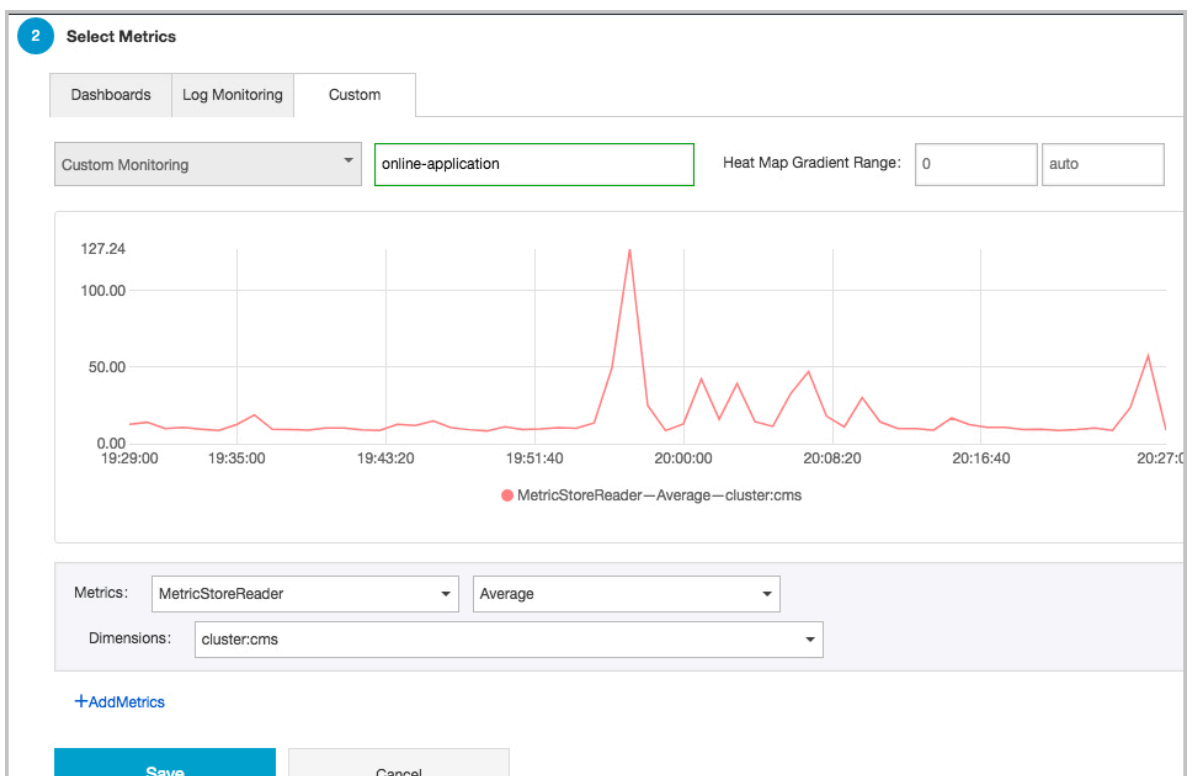 2 Select Metrics
Dashboards Log Monitoring Custom
Custom Monitoring online-application Heat Map Gradient Range: 0 auto
127.24
100.00
50.00
0.00
19:29:00 19:35:00 19:43:20 19:51:40 20:00:00 20:08:20 20:16:40 20:27:0
MetricStoreReader—Average—cluster:cms
Metrics: MetricStoreReader Average
Dimensions: cluster:cms
+AddMetrics
Save Cancel